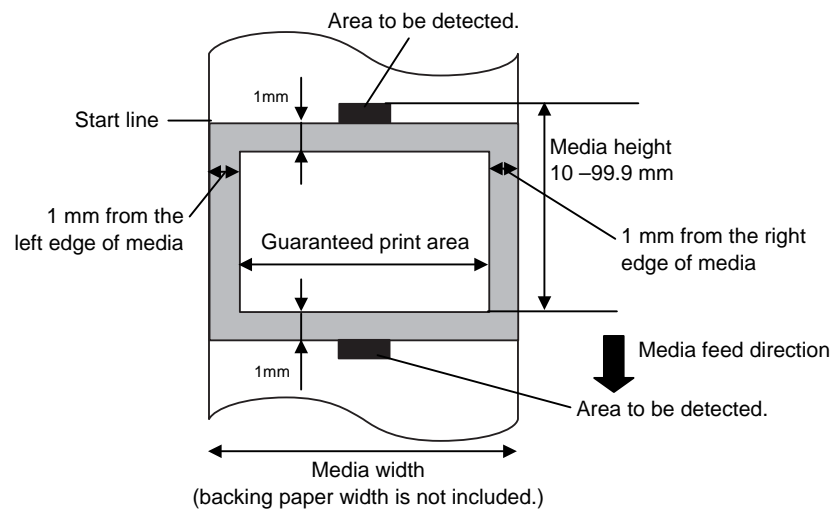 Area to be detected.
1mm
Start line
Media height
10 –99.9 mm
1 mm from the
left edge of media
Guaranteed print area
1 mm from the right
edge of media
Media feed direction
1mm
Area to be detected.
Media width
(backing paper width is not included.)